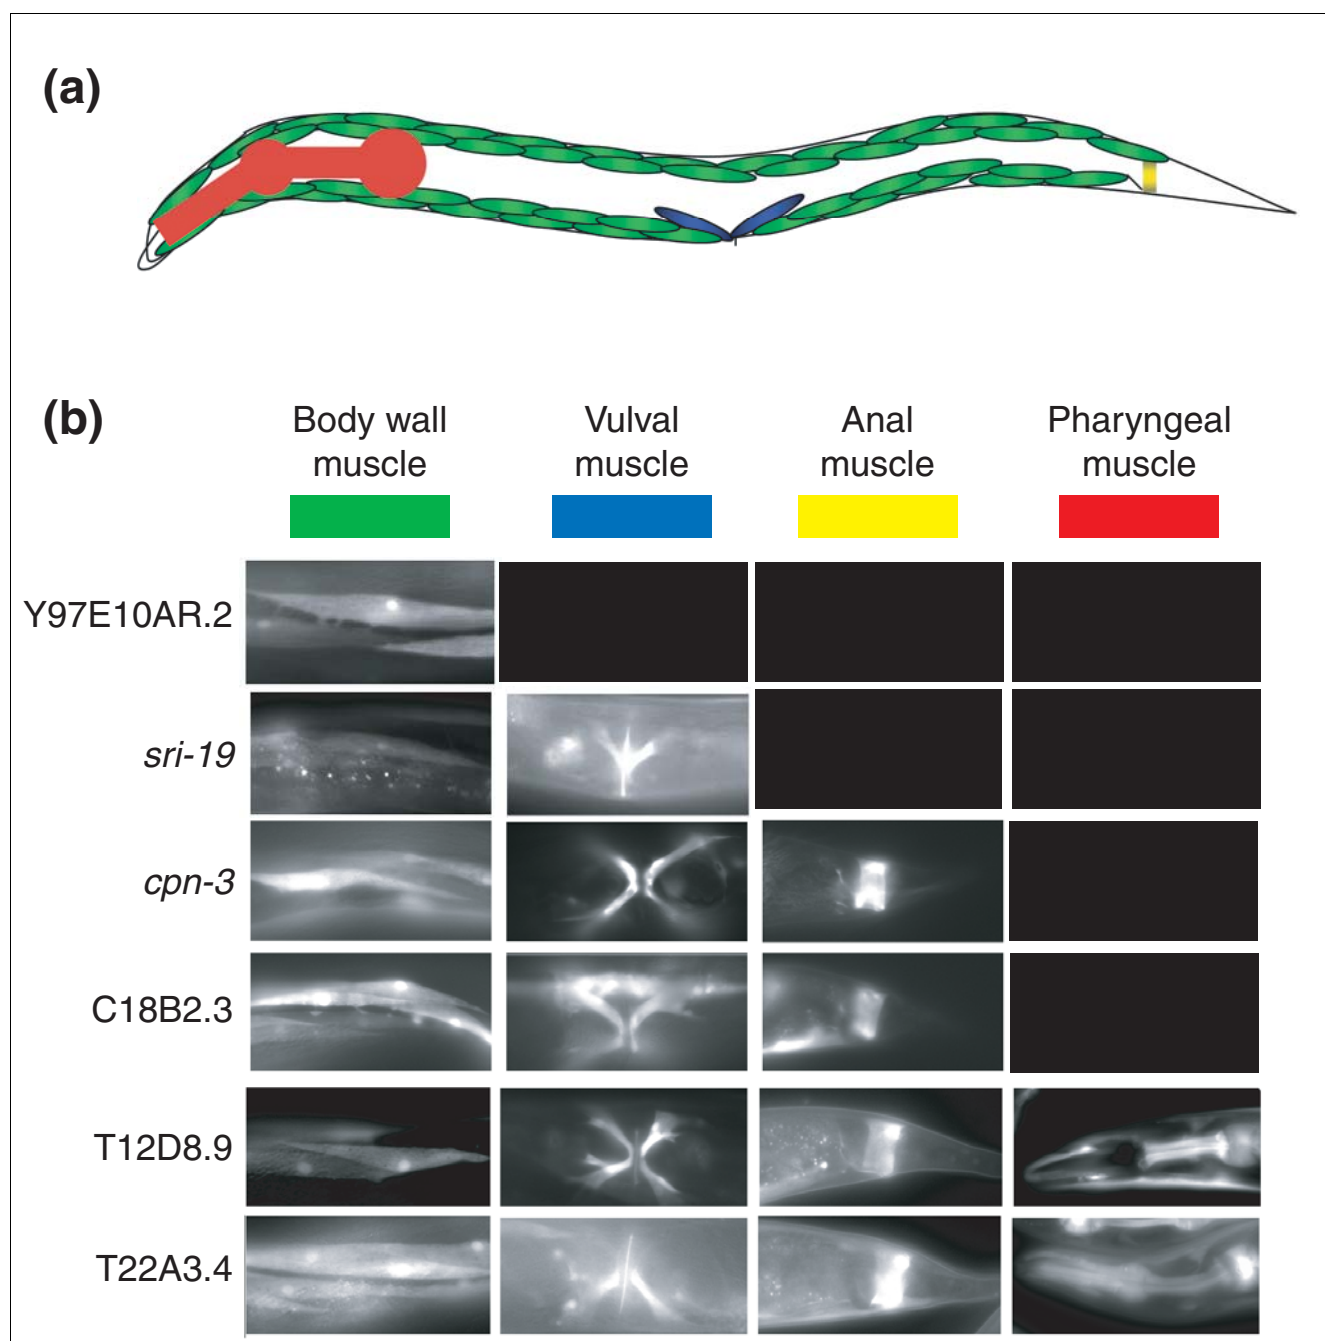 (a)
(b)
Body wall muscle
Vulval muscle
Anal muscle
Pharyngeal muscle
Y97E10AR.2
sri-19
cpn-3
C18B2.3
T12D8.9
T22A3.4